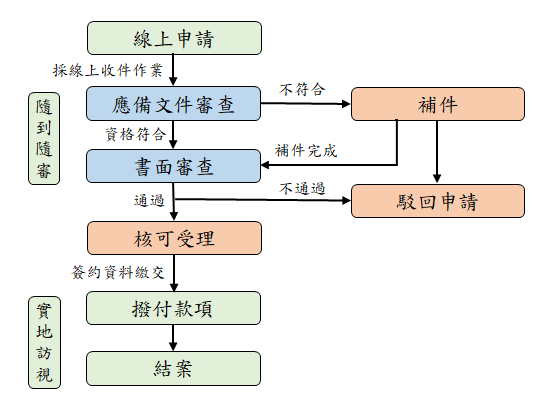 線上申請
採線上收件作業
隨到隨審
應備文件審查
不符合
補件
資格符合
補件完成
書面審查
通過
不通過
駁回申請
核可受理
簽約資料繳交
實地訪視
撥付款項
結案